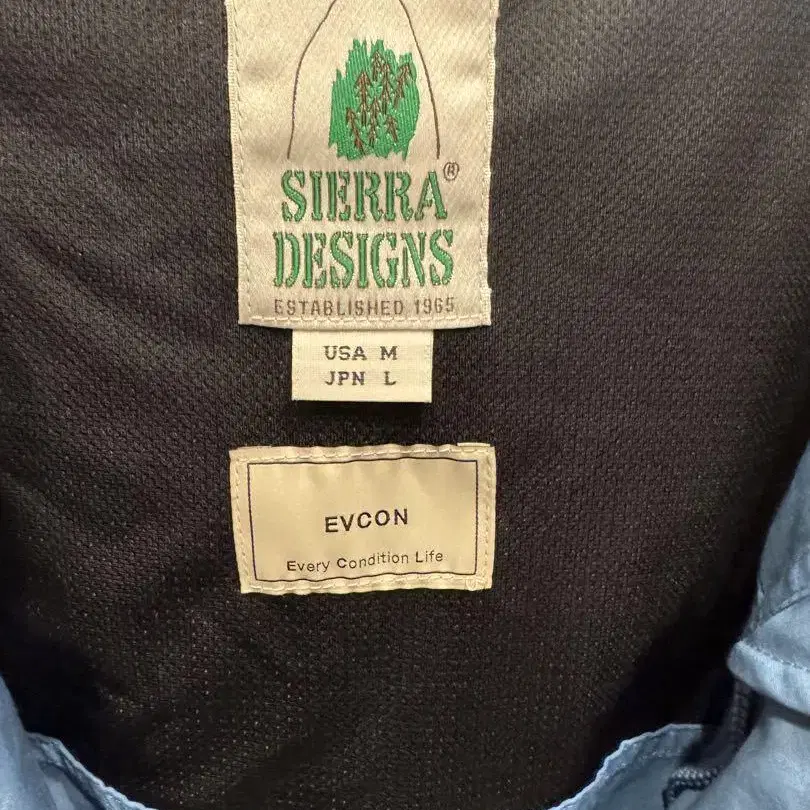 SIERRA®
DESIGNS
ESTABLISHED 1965
USA M
JPN L
EVCON
Every Condition Life